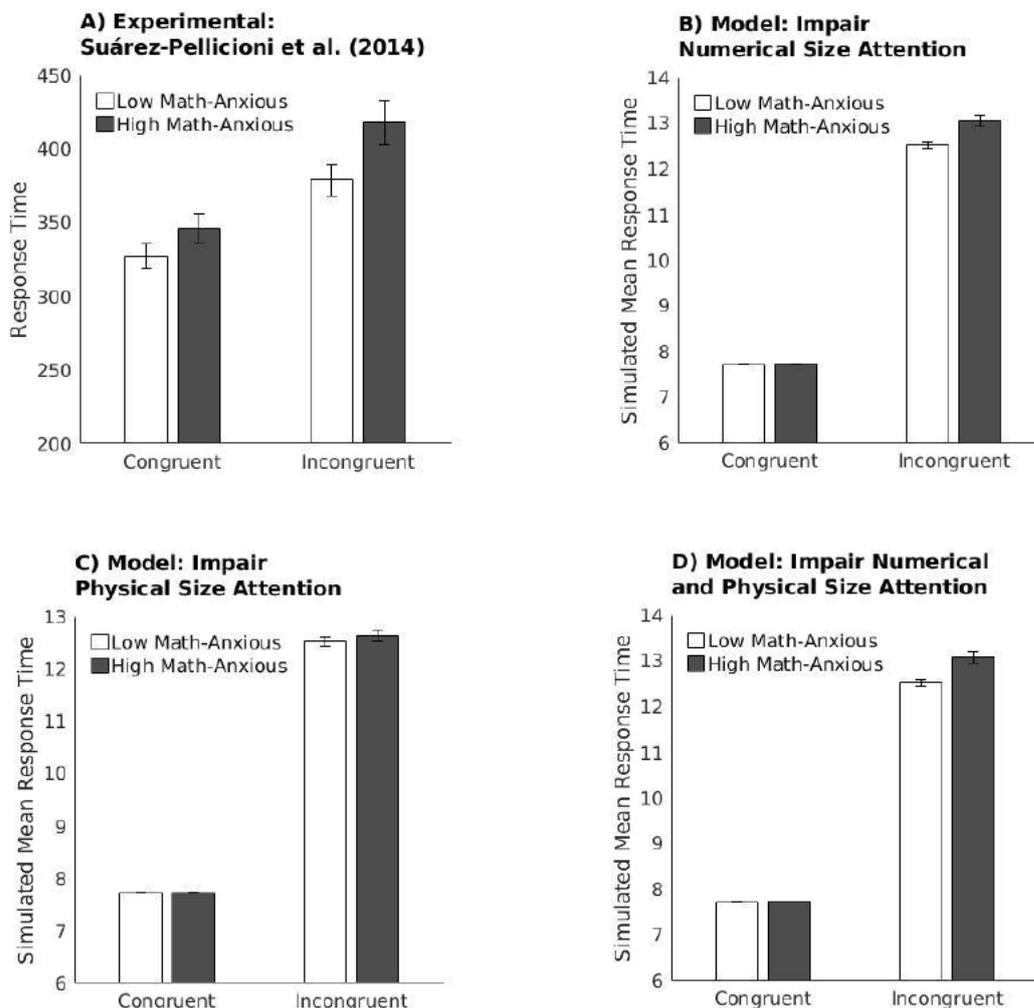 A) Experimental:
Suárez-Pellicioni et al. (2014)
450
400
350
300
250
200
Response Time
Low Math-Anxious
High Math-Anxious
Congruent Incongruent
B) Model: Impair
Numerical Size Attention
14
13
12
11
10
9
8
7
6
Simulated Mean Response Time
Low Math-Anxious
High Math-Anxious
Congruent Incongruent
C) Model: Impair
Physical Size Attention
13
12
11
10
9
8
7
6
Simulated Mean Response Time
Low Math-Anxious
High Math-Anxious
Congruent Incongruent
D) Model: Impair Numerical
and Physical Size Attention
14
13
12
11
10
9
8
7
6
Simulated Mean Response Time
Low Math-Anxious
High Math-Anxious
Congruent Incongruent